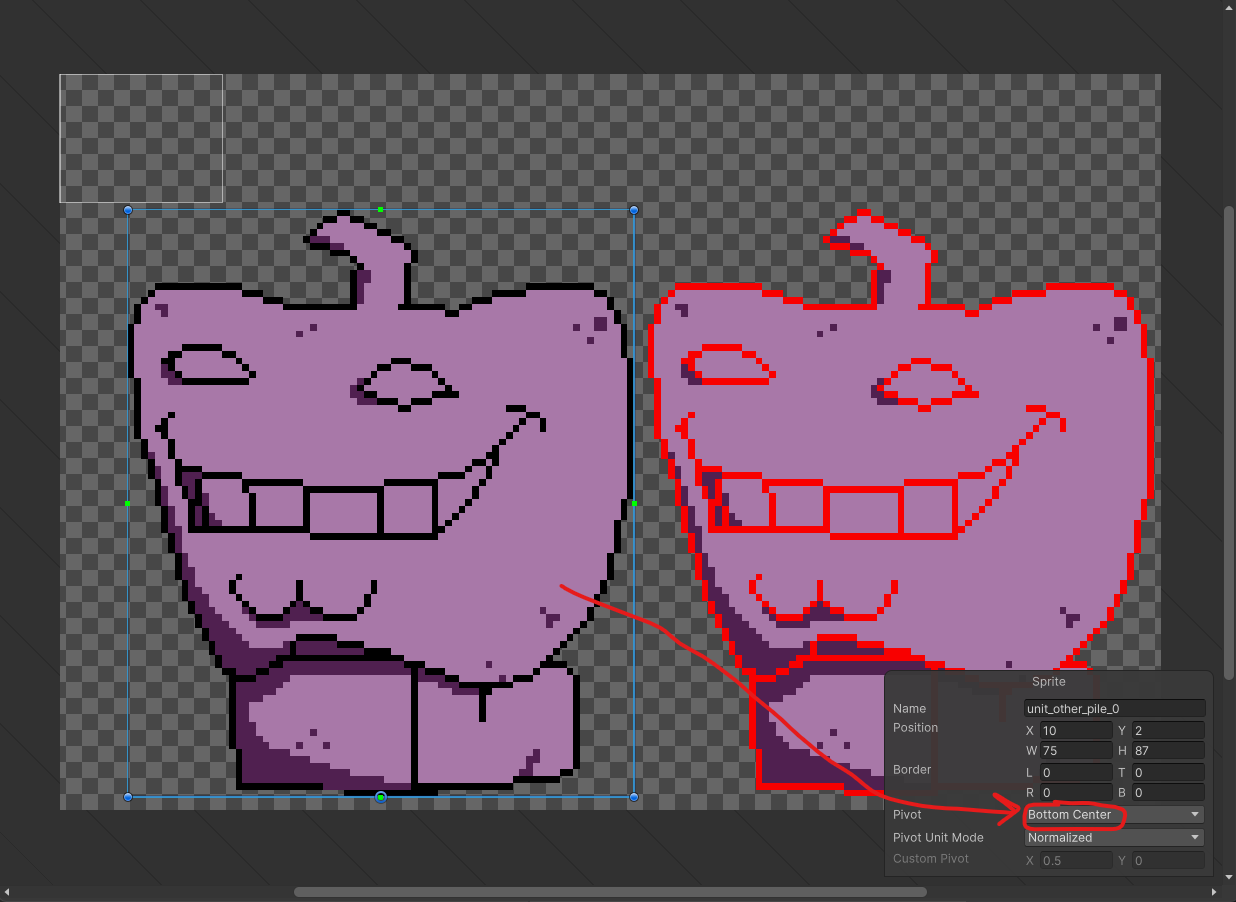 Sprite
Name unit_other_pile_0
Position X 10 Y 2
W 75 H 87
Border L 0 T 0
R 0 B 0
Pivot Bottom Center
Pivot Unit Mode Normalized
Custom Pivot X 0.5 Y 0